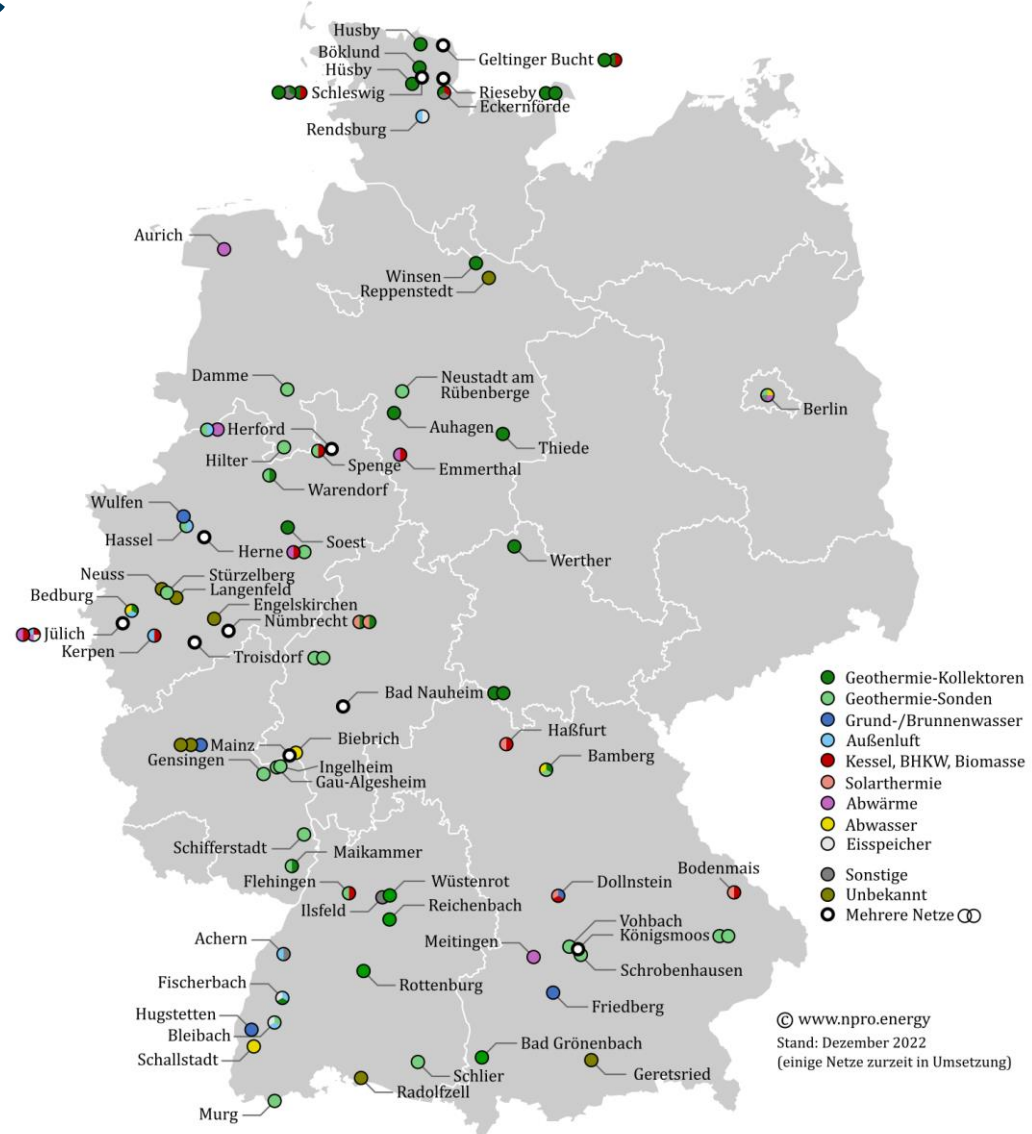 Husby
Böklund
Hüsby
Schleswig
Geltinger Bucht
Rieseby
Eckernförde
Rendsburg
Aurich
Winsen
Reppenstedt
Damme
Neustadt am
Rübenberge
Berlin
Herford
Auhagen
Thiede
Hilter
Spenge
Emmerthal
Warendorf
Wulfen
Hassel
Soest
Herne
Werther
Neuss
Stürzelberg
Langenfeld
Bedburg
Engelskirchen
Nümbrecht
Jülich
Kerpen
Troisdorf
Bad Nauheim
Mainz
Biebrich
Haßfurt
Gensingen
Ingelheim
Gau-Algesheim
Bamberg
Schifferstadt
Maikammer
Flehingen
Wüstenrot
Ilsfeld
Reichenbach
Dollnstein
Bodenmais
Achern
Meitingen
Vohbach
Königsmoos
Schrobenhausen
Fischerbach
Rottenburg
Friedberg
Hugstetten
Bleibach
Schallstadt
Bad Grönenbach
Schlier
Geretsried
Radolfzell
Murg
Geothermie-Kollektoren
Geothermie-Sonden
Grund-/Brunnenwasser
Außenluft
Kessel, BHKW, Biomasse
Solarthermie
Abwärme
Abwasser
Eisspeicher
Sonstige
Unbekannt
Mehrere Netze
© www.npro.energy
Stand: Dezember 2022
(einige Netze zurzeit in Umsetzung)